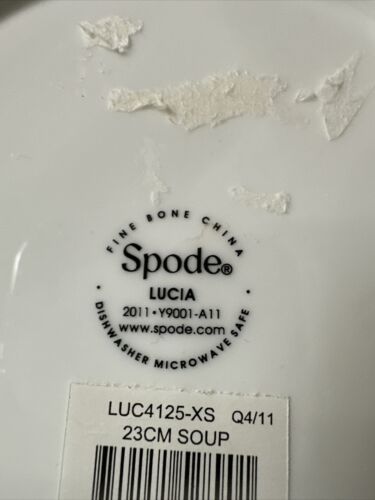 FINE BONE CHINA
Spode®
LUCIA
2011 • Y9001-A11
www.spode.com
• DISHWASHER MICROWAVE SAFE •
LUC4125-XS Q4/11
23CM SOUP